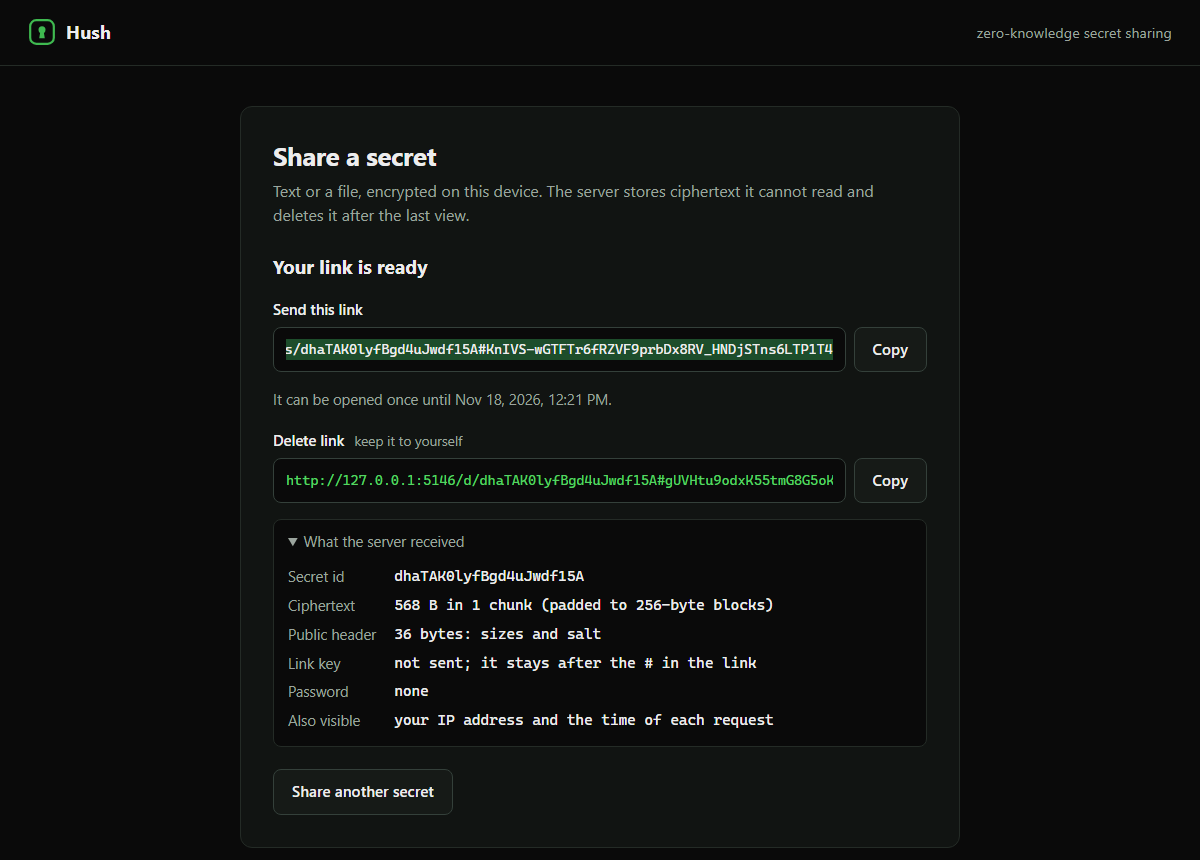 Hush
zero-knowledge secret sharing
Share a secret
Text or a file, encrypted on this device. The server stores ciphertext it cannot read and
deletes it after the last view.
Your link is ready
Send this link
s/dhaTAK0lyfBgd4uJwdf15A#KnIVS-wGTFTr6fRZVF9prbDx8RV_HNDjSTns6LTP1T4
Copy
It can be opened once until Nov 18, 2026, 12:21 PM.
Delete link keep it to yourself
http://127.0.0.1:5146/d/dhaTAK0lyfBgd4uJwdf15A#gUVHtu9odxK55tmG8G5oK
Copy
▼ What the server received
Secret id dhaTAK0lyfBgd4uJwdf15A
Ciphertext 568 B in 1 chunk (padded to 256-byte blocks)
Public header 36 bytes: sizes and salt
Link key not sent; it stays after the # in the link
Password none
Also visible your IP address and the time of each request
Share another secret